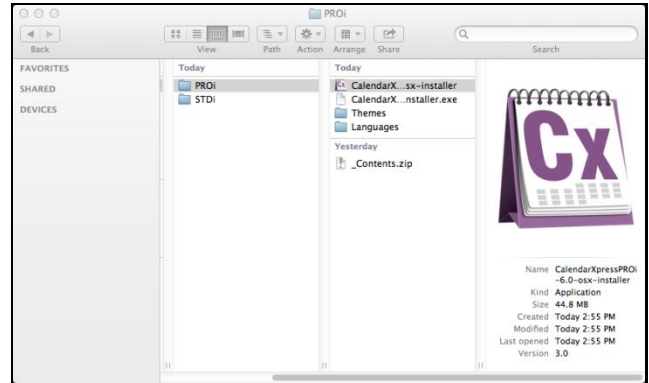 PROi
Back
View
Path
Action
Arrange
Share
Search
FAVORITES
SHARED
DEVICES
Today
PROi
STDi
Today
CalendarX...sx-installer
CalendarX...nstaller.exe
Themes
Languages
Yesterday
_Contents.zip
Cx
Name CalendarXpressPROi
-6.0-osx-installer
Kind Application
Size 44.8 MB
Created Today 2:55 PM
Modified Today 2:55 PM
Last opened Today 2:55 PM
Version 3.0